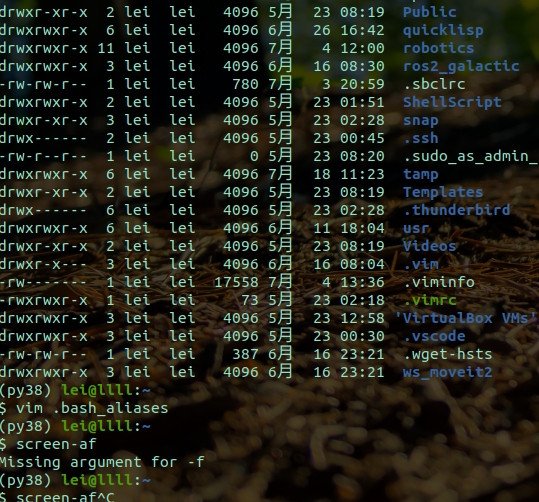 drwxr-xr-x 2 lei lei 4096 5月 23 08:19 Public
drwxrwxr-x 6 lei lei 4096 6月 26 16:42 quicklisp
drwxrwxr-x 11 lei lei 4096 7月 4 12:00 robotics
drwxrwxr-x 3 lei lei 4096 6月 16 08:30 ros2_galactic
-rw-rw-r-- 1 lei lei 780 7月 3 20:59 .sbclrc
drwxrwxr-x 2 lei lei 4096 5月 23 01:51 ShellScript
drwxr-xr-x 3 lei lei 4096 5月 23 02:28 snap
drwx------ 2 lei lei 4096 5月 23 00:45 .ssh
-rw-r--r-- 1 lei lei 0 5月 23 08:20 .sudo_as_admin_
drwxrwxr-x 6 lei lei 4096 7月 18 11:23 tamp
drwxr-xr-x 2 lei lei 4096 5月 23 08:19 Templates
drwx------ 6 lei lei 4096 5月 23 02:28 .thunderbird
drwxrwxr-x 6 lei lei 4096 6月 11 18:04 usr
drwxr-xr-x 2 lei lei 4096 5月 23 08:19 Videos
drwxr-x--- 3 lei lei 4096 6月 16 08:04 .vim
-rw------- 1 lei lei 17558 7月 4 13:36 .viminfo
-rwxrwxr-x 1 lei lei 73 5月 23 02:18 .vimrc
drwxrwxr-x 3 lei lei 4096 5月 23 12:58 'VirtualBox VMs'
drwxrwxr-x 3 lei lei 4096 5月 23 00:30 .vscode
-rw-rw-r-- 1 lei lei 387 6月 16 23:21 .wget-hsts
drwxrwxr-x 3 lei lei 4096 6月 16 23:21 ws_moveit2
(py38) lei@llll:~
$ vim .bash_aliases
(py38) lei@llll:~
$ screen-af
Missing argument for -f
(py38) lei@llll:~
$ screen-af^C